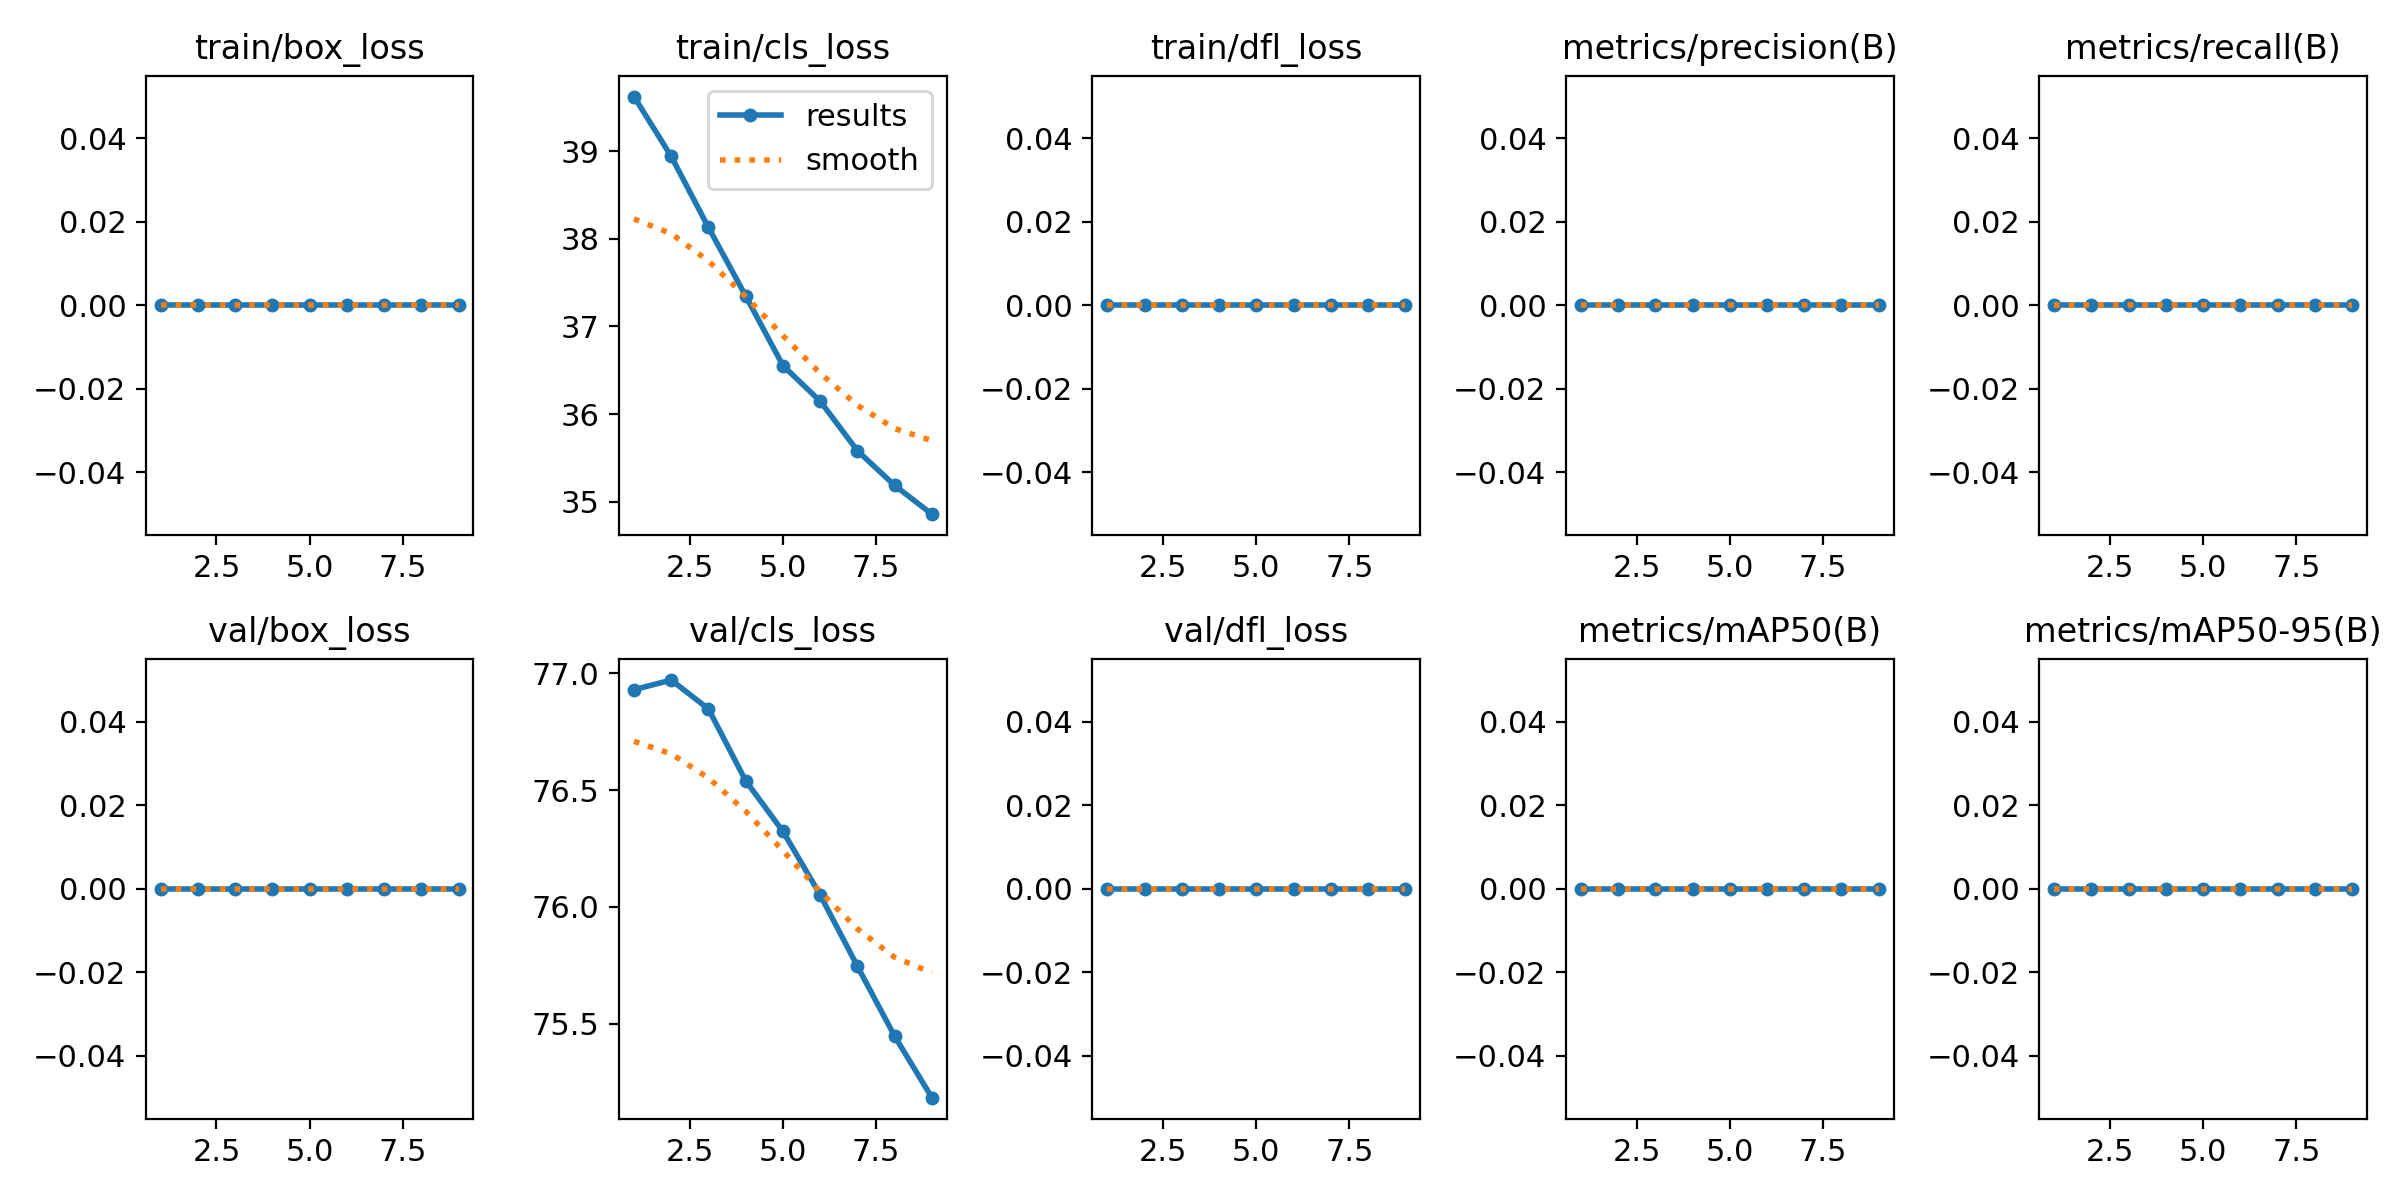 train/box_loss
train/cls_loss
train/dfl_loss
metrics/precision(B)
metrics/recall(B)
0.04
0.02
0.00
−0.02
−0.04
2.5 5.0 7.5
results
smooth
39
38
37
36
35
2.5 5.0 7.5
0.04
0.02
0.00
−0.02
−0.04
2.5 5.0 7.5
0.04
0.02
0.00
−0.02
−0.04
2.5 5.0 7.5
0.04
0.02
0.00
−0.02
−0.04
2.5 5.0 7.5
val/box_loss
val/cls_loss
val/dfl_loss
metrics/mAP50(B)
metrics/mAP50-95(B)
0.04
0.02
0.00
−0.02
−0.04
2.5 5.0 7.5
77.0
76.5
76.0
75.5
2.5 5.0 7.5
0.04
0.02
0.00
−0.02
−0.04
2.5 5.0 7.5
0.04
0.02
0.00
−0.02
−0.04
2.5 5.0 7.5
0.04
0.02
0.00
−0.02
−0.04
2.5 5.0 7.5